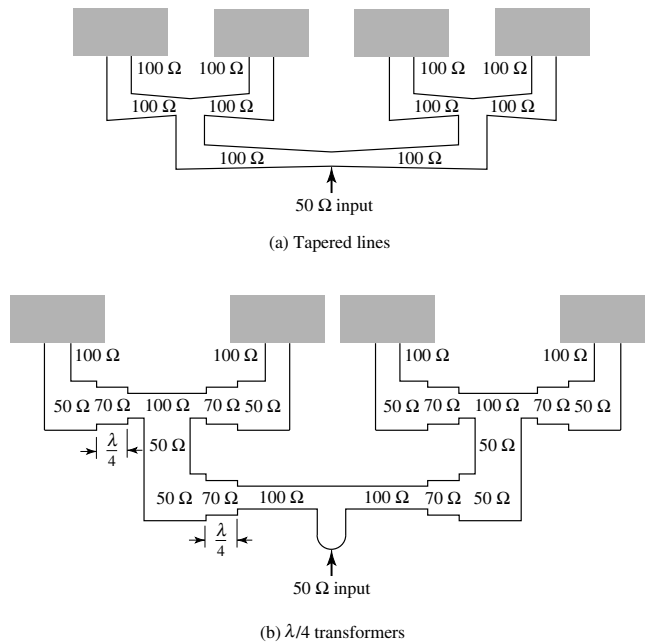 100 Ω 100 Ω 100 Ω 100 Ω
100 Ω 100 Ω 100 Ω 100 Ω
100 Ω 100 Ω
50 Ω input
(a) Tapered lines
100 Ω 100 Ω 100 Ω 100 Ω
50 Ω 70 Ω 100 Ω 70 Ω 50 Ω 50 Ω 70 Ω 100 Ω 70 Ω 50 Ω
λ/4 50 Ω 50 Ω
50 Ω 70 Ω 100 Ω 100 Ω 70 Ω 50 Ω
λ/4
50 Ω input
(b) λ/4 transformers